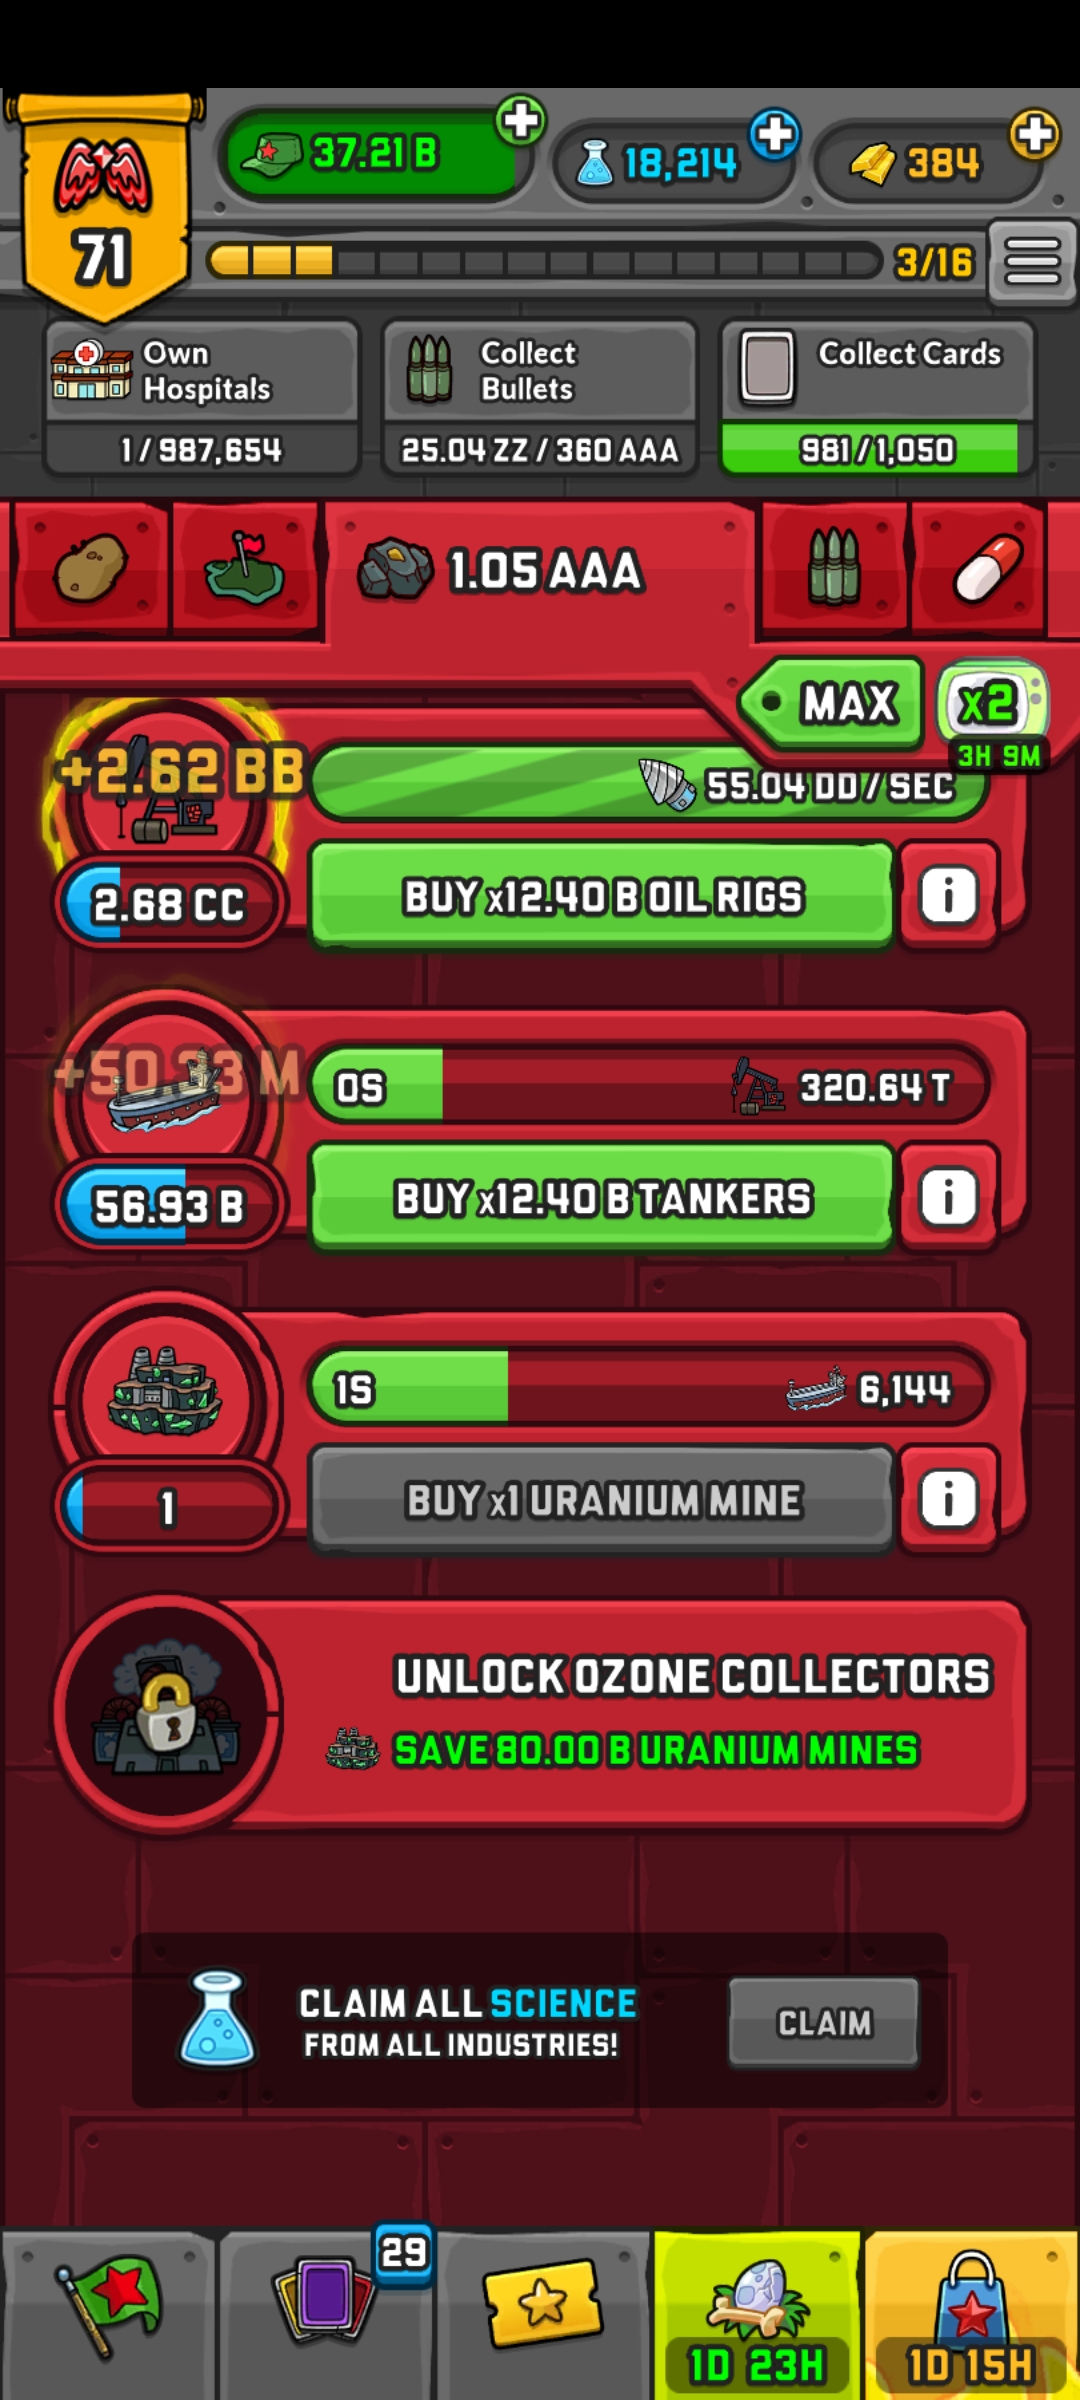 37.21 B
18,214
384
71
3/16
Own
Hospitals
1 / 987,654
Collect
Bullets
25.04 ZZ / 360 AAA
Collect Cards
981 / 1,050
1.05 AAA
MAX
x2
3H 9M
+2.62 BB
55.04 DD / SEC
2.68 CC
BUY x12.40 B OIL RIGS
i
0S
320.64 T
56.93 B
BUY x12.40 B TANKERS
i
1S
6,144
1
BUY x1 URANIUM MINE
i
UNLOCK OZONE COLLECTORS
SAVE 80.00 B URANIUM MINES
CLAIM ALL SCIENCE
FROM ALL INDUSTRIES!
CLAIM
29
1D 23H
1D 15H